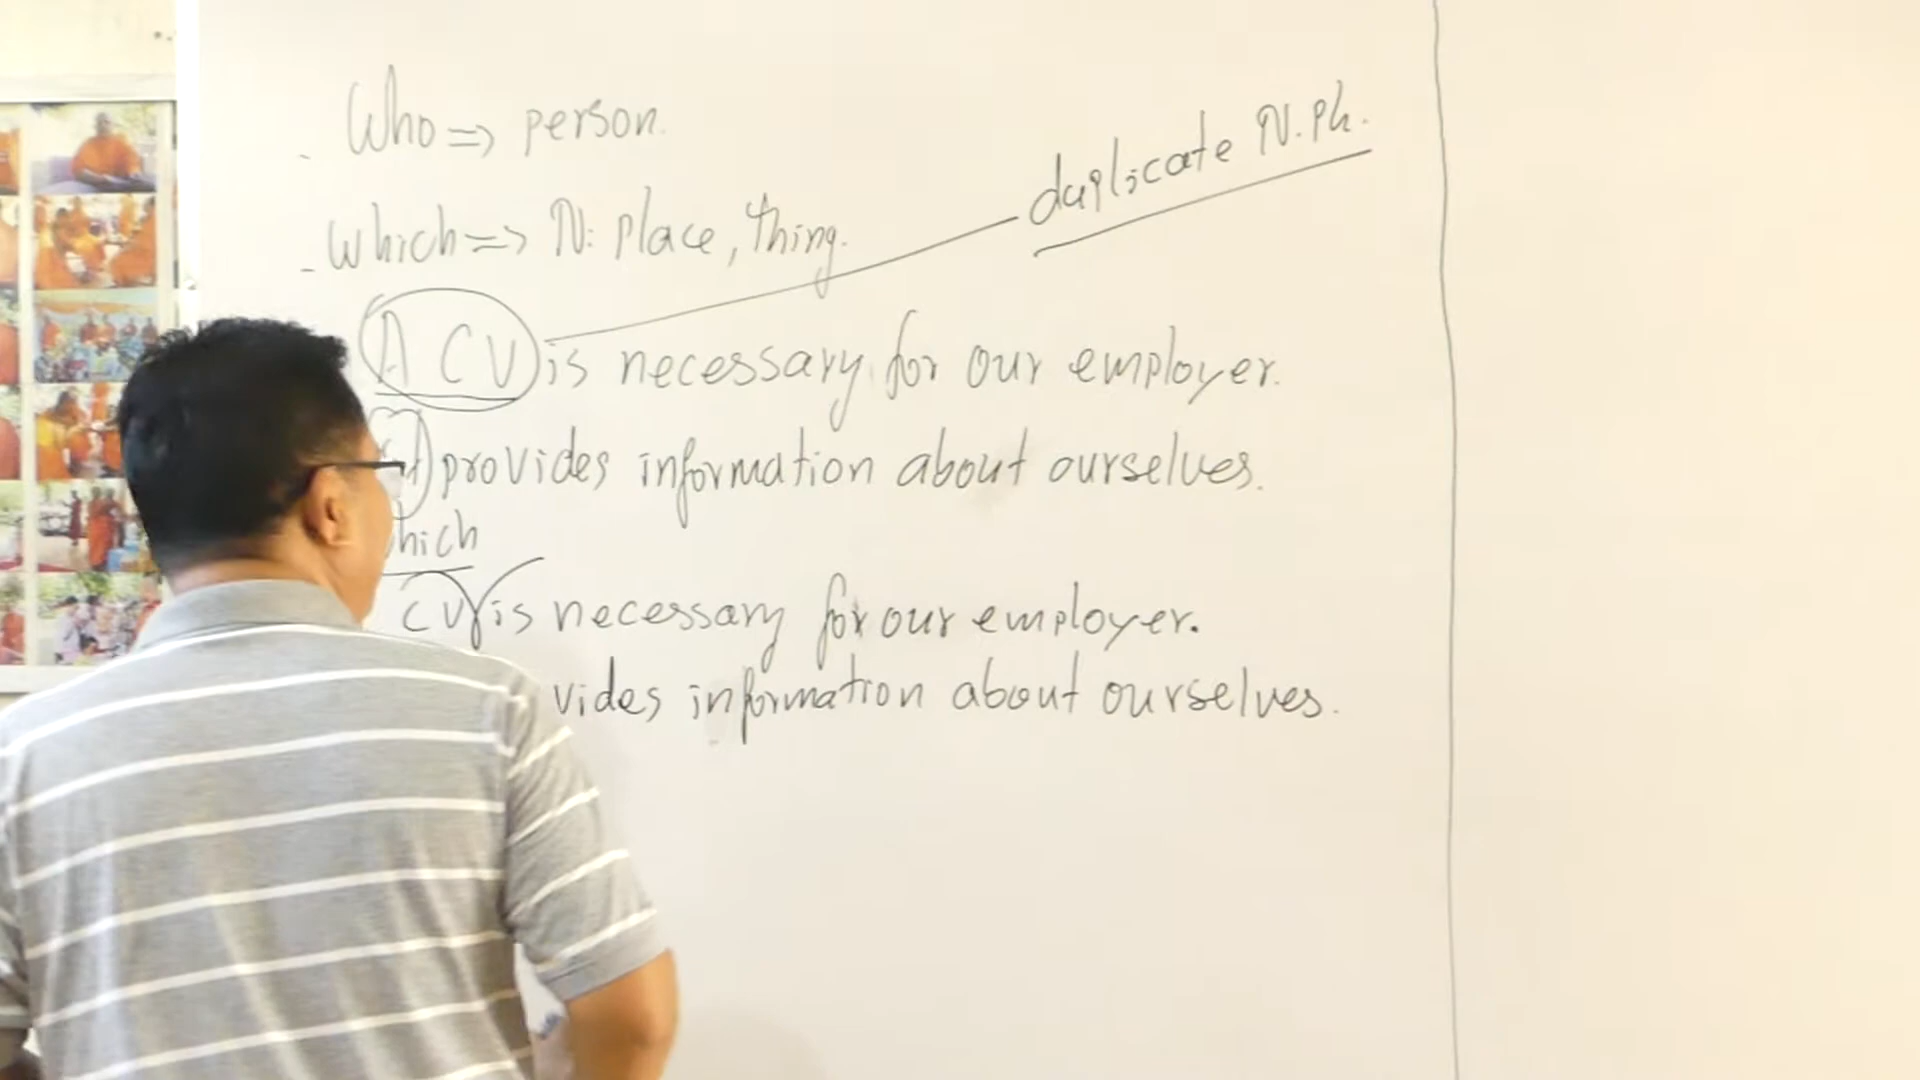 - Who => person.
- which => N: place, thing.
duplicate N.Ph.
A CV is necessary for our employer.
provides information about ourselves.
hich
CV is necessary for our employer.
vides information about ourselves.